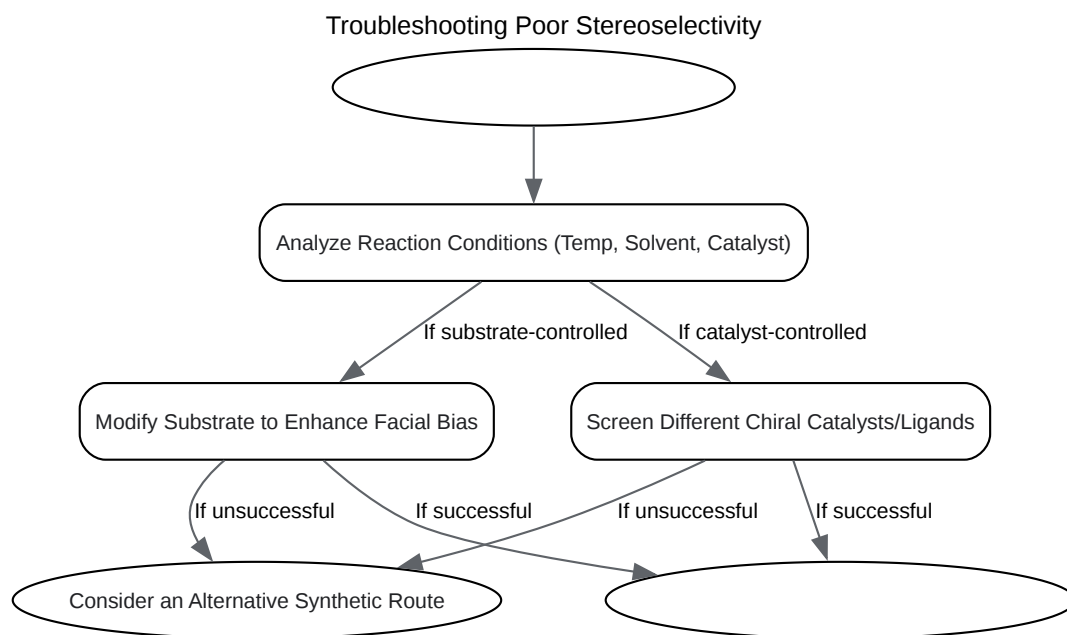 Troubleshooting Poor Stereoselectivity
Analyze Reaction Conditions (Temp, Solvent, Catalyst)
If substrate-controlled
If catalyst-controlled
Modify Substrate to Enhance Facial Bias
Screen Different Chiral Catalysts/Ligands
If unsuccessful
If successful
If unsuccessful
If successful
Consider an Alternative Synthetic Route